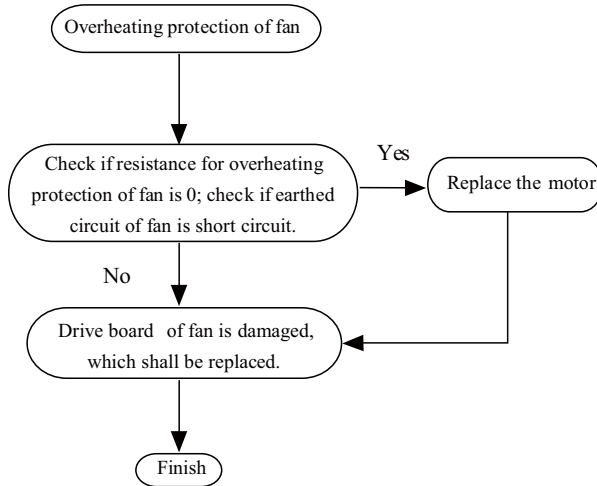 Overheating protection of fan
Check if resistance for overheating
protection of fan is 0; check if earthed
circuit of fan is short circuit.
Yes
Replace the motor
No
Drive board of fan is damaged,
which shall be replaced.
Finish